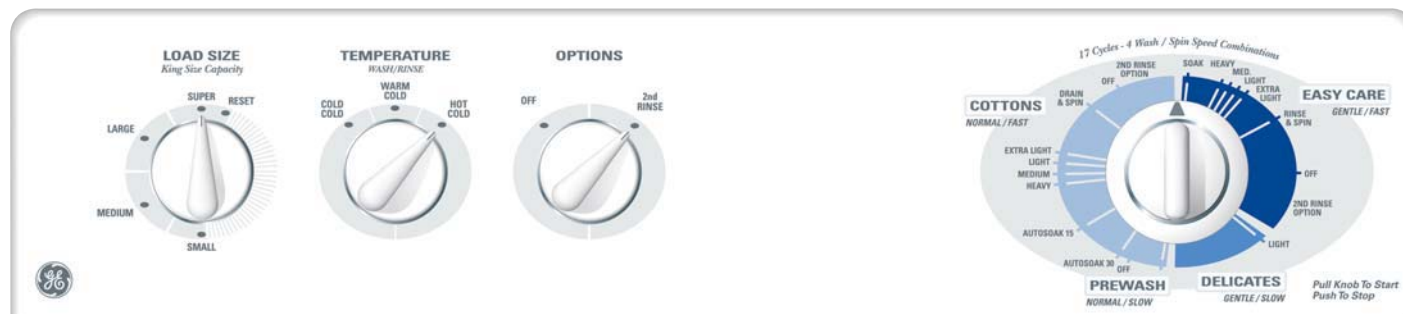 LOAD SIZE
King Size Capacity
SUPER
RESET
LARGE
MEDIUM
SMALL
TEMPERATURE
WASH/RINSE
WARM
COLD
COLD
COLD
HOT
COLD
OPTIONS
OFF
2nd
RINSE
17 Cycles - 4 Wash / Spin Speed Combinations
COTTONS
NORMAL / FAST
2ND RINSE
OPTION
OFF
DRAIN
& SPIN
EXTRA LIGHT
LIGHT
MEDIUM
HEAVY
AUTOSOAK 15
AUTOSOAK 30
OFF
PREWASH
NORMAL / SLOW
SOAK
HEAVY
MED.
LIGHT
EXTRA
LIGHT
EASY CARE
GENTLE / FAST
RINSE
& SPIN
OFF
2ND RINSE
OPTION
LIGHT
DELICATES
GENTLE / SLOW
Pull Knob To Start
Push To Stop
GE